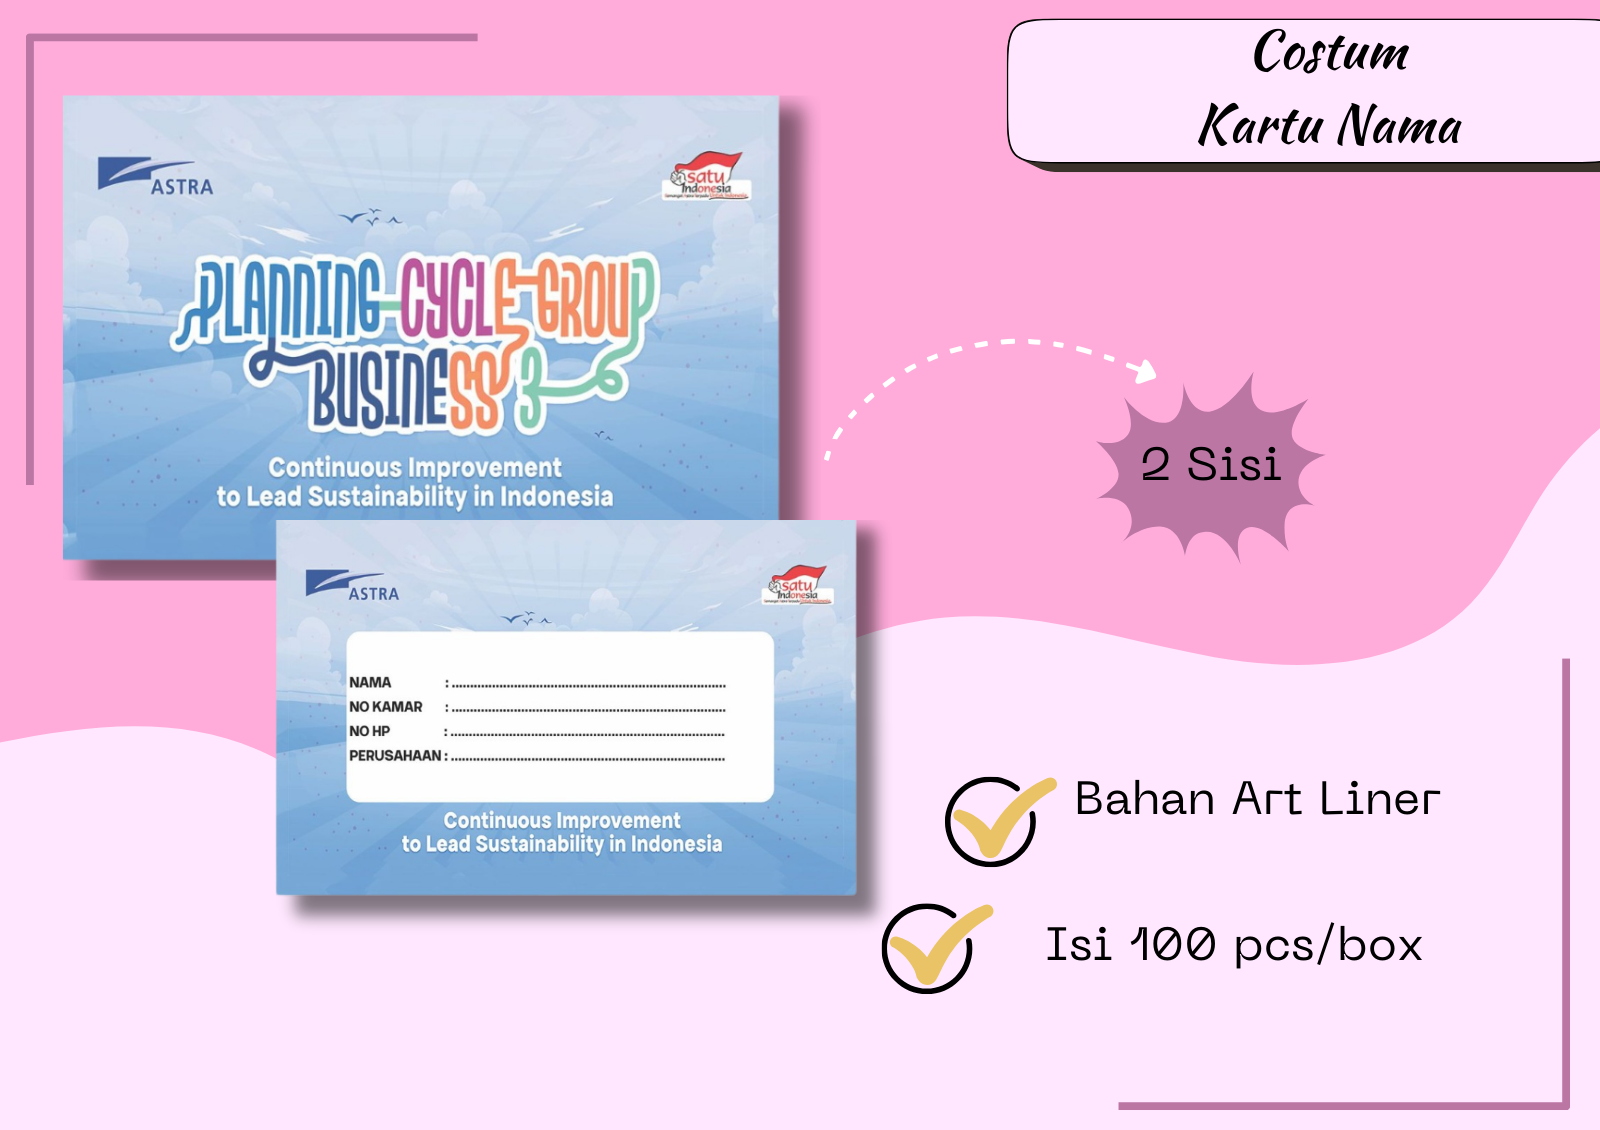 Costum
Kartu Nama
ASTRA
satu
Indonesia
PLANNING CYCLE GROUP
BUSINESS 3
Continuous Improvement
to Lead Sustainability in Indonesia
2 Sisi
ASTRA
satu
Indonesia
NAMA : ....................................................................
NO KAMAR : ....................................................................
NO HP : ....................................................................
PERUSAHAAN : ....................................................................
Continuous Improvement
to Lead Sustainability in Indonesia
Bahan Art Liner
Isi 100 pcs/box